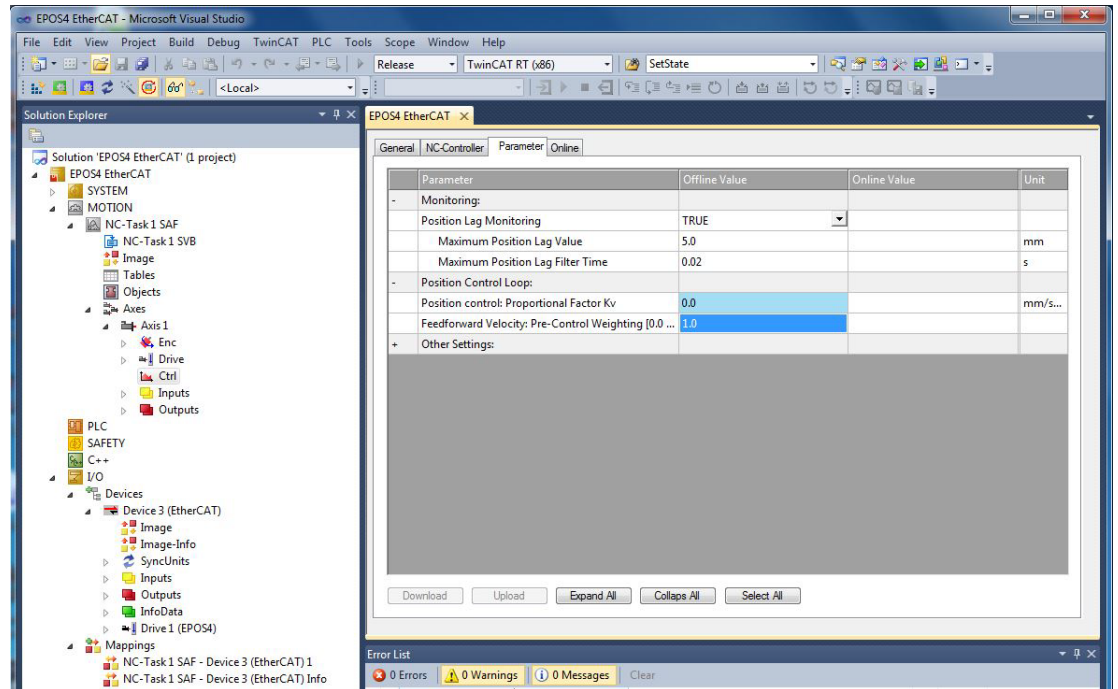 EPOS4 EtherCAT - Microsoft Visual Studio
File Edit View Project Build Debug TwinCAT PLC Tools Scope Window Help
Release TwinCAT RT (x86) SetState
<Local>
Solution Explorer
Solution 'EPOS4 EtherCAT' (1 project)
EPOS4 EtherCAT
SYSTEM
MOTION
NC-Task 1 SAF
NC-Task 1 SVB
Image
Tables
Objects
Axes
Axis 1
Enc
Drive
Ctrl
Inputs
Outputs
PLC
SAFETY
C++
I/O
Devices
Device 3 (EtherCAT)
Image
Image-Info
SyncUnits
Inputs
Outputs
InfoData
Drive 1 (EPOS4)
Mappings
NC-Task 1 SAF - Device 3 (EtherCAT) 1
NC-Task 1 SAF - Device 3 (EtherCAT) Info
EPOS4 EtherCAT
General NC-Controller Parameter Online
Parameter Offline Value Online Value Unit
- Monitoring:
Position Lag Monitoring TRUE
Maximum Position Lag Value 5.0 mm
Maximum Position Lag Filter Time 0.02 s
- Position Control Loop:
Position control: Proportional Factor Kv 0.0 mm/s...
Feedforward Velocity: Pre-Control Weighting [0.0 ... 1.0
+ Other Settings:
Download Upload Expand All Collaps All Select All
Error List
0 Errors 0 Warnings 0 Messages Clear